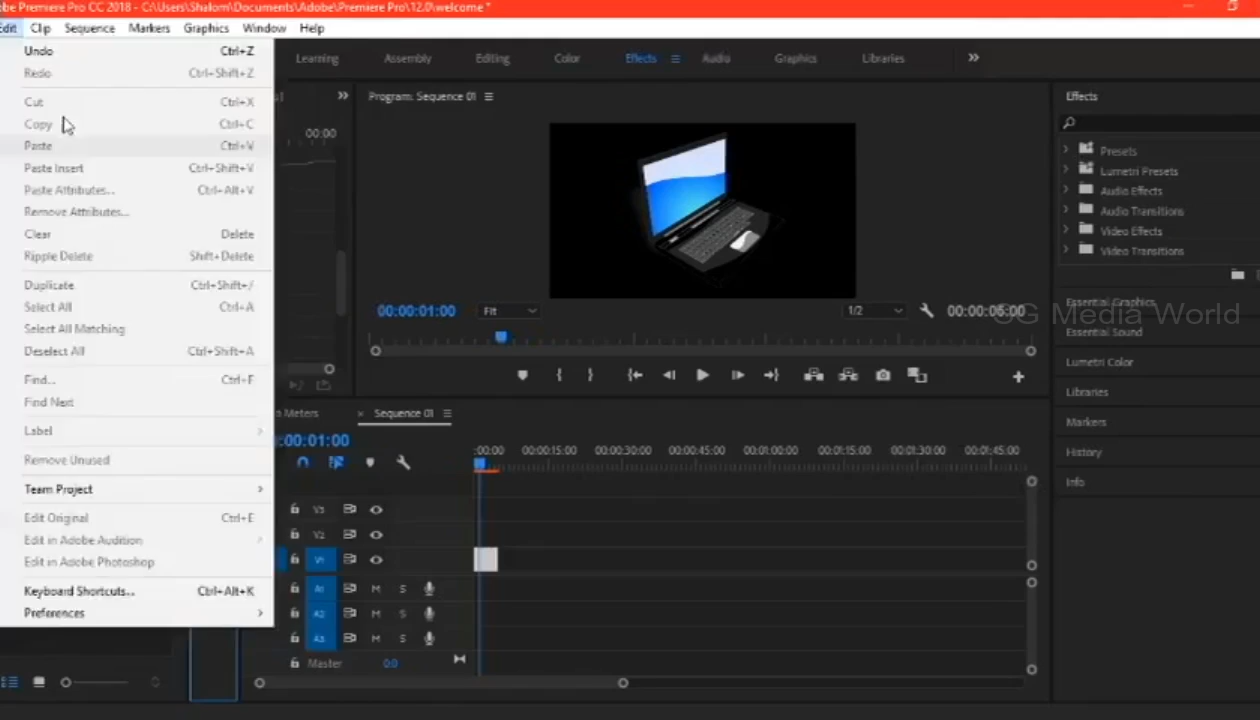 obe Premiere Pro CC 2018 - C:\Users\Shalom\Documents\Adobe\Premiere Pro\12.0\welcome *
Edit Clip Sequence Markers Graphics Window Help
Undo Ctrl+Z
Redo Ctrl+Shift+Z
Cut Ctrl+X
Copy Ctrl+C
Paste Ctrl+V
Paste Insert Ctrl+Shift+V
Paste Attributes... Ctrl+Alt+V
Remove Attributes...
Clear Delete
Ripple Delete Shift+Delete
Duplicate Ctrl+Shift+/
Select All Ctrl+A
Select All Matching
Deselect All Ctrl+Shift+A
Find... Ctrl+F
Find Next
Label
Remove Unused
Team Project
Edit Original Ctrl+E
Edit in Adobe Audition
Edit in Adobe Photoshop
Keyboard Shortcuts... Ctrl+Alt+K
Preferences
Learning Assembly Editing Color Effects Audio Graphics Libraries
00:00
Program: Sequence 01
00:00:01:00 Fit 1/2 00:00:05:00
Effects
Presets
Lumetri Presets
Audio Effects
Audio Transitions
Video Effects
Video Transitions
Essential Graphics
SG Media World
Essential Sound
Lumetri Color
Libraries
Markers
History
Info
Meters × Sequence 01
:00:01:00
:00:00 00:00:15:00 00:00:30:00 00:00:45:00 00:01:00:00 00:01:15:00 00:01:30:00 00:01:45:00
V3
V2
V1
A1 M S
A2 M S
A3 M S
Master 0.0